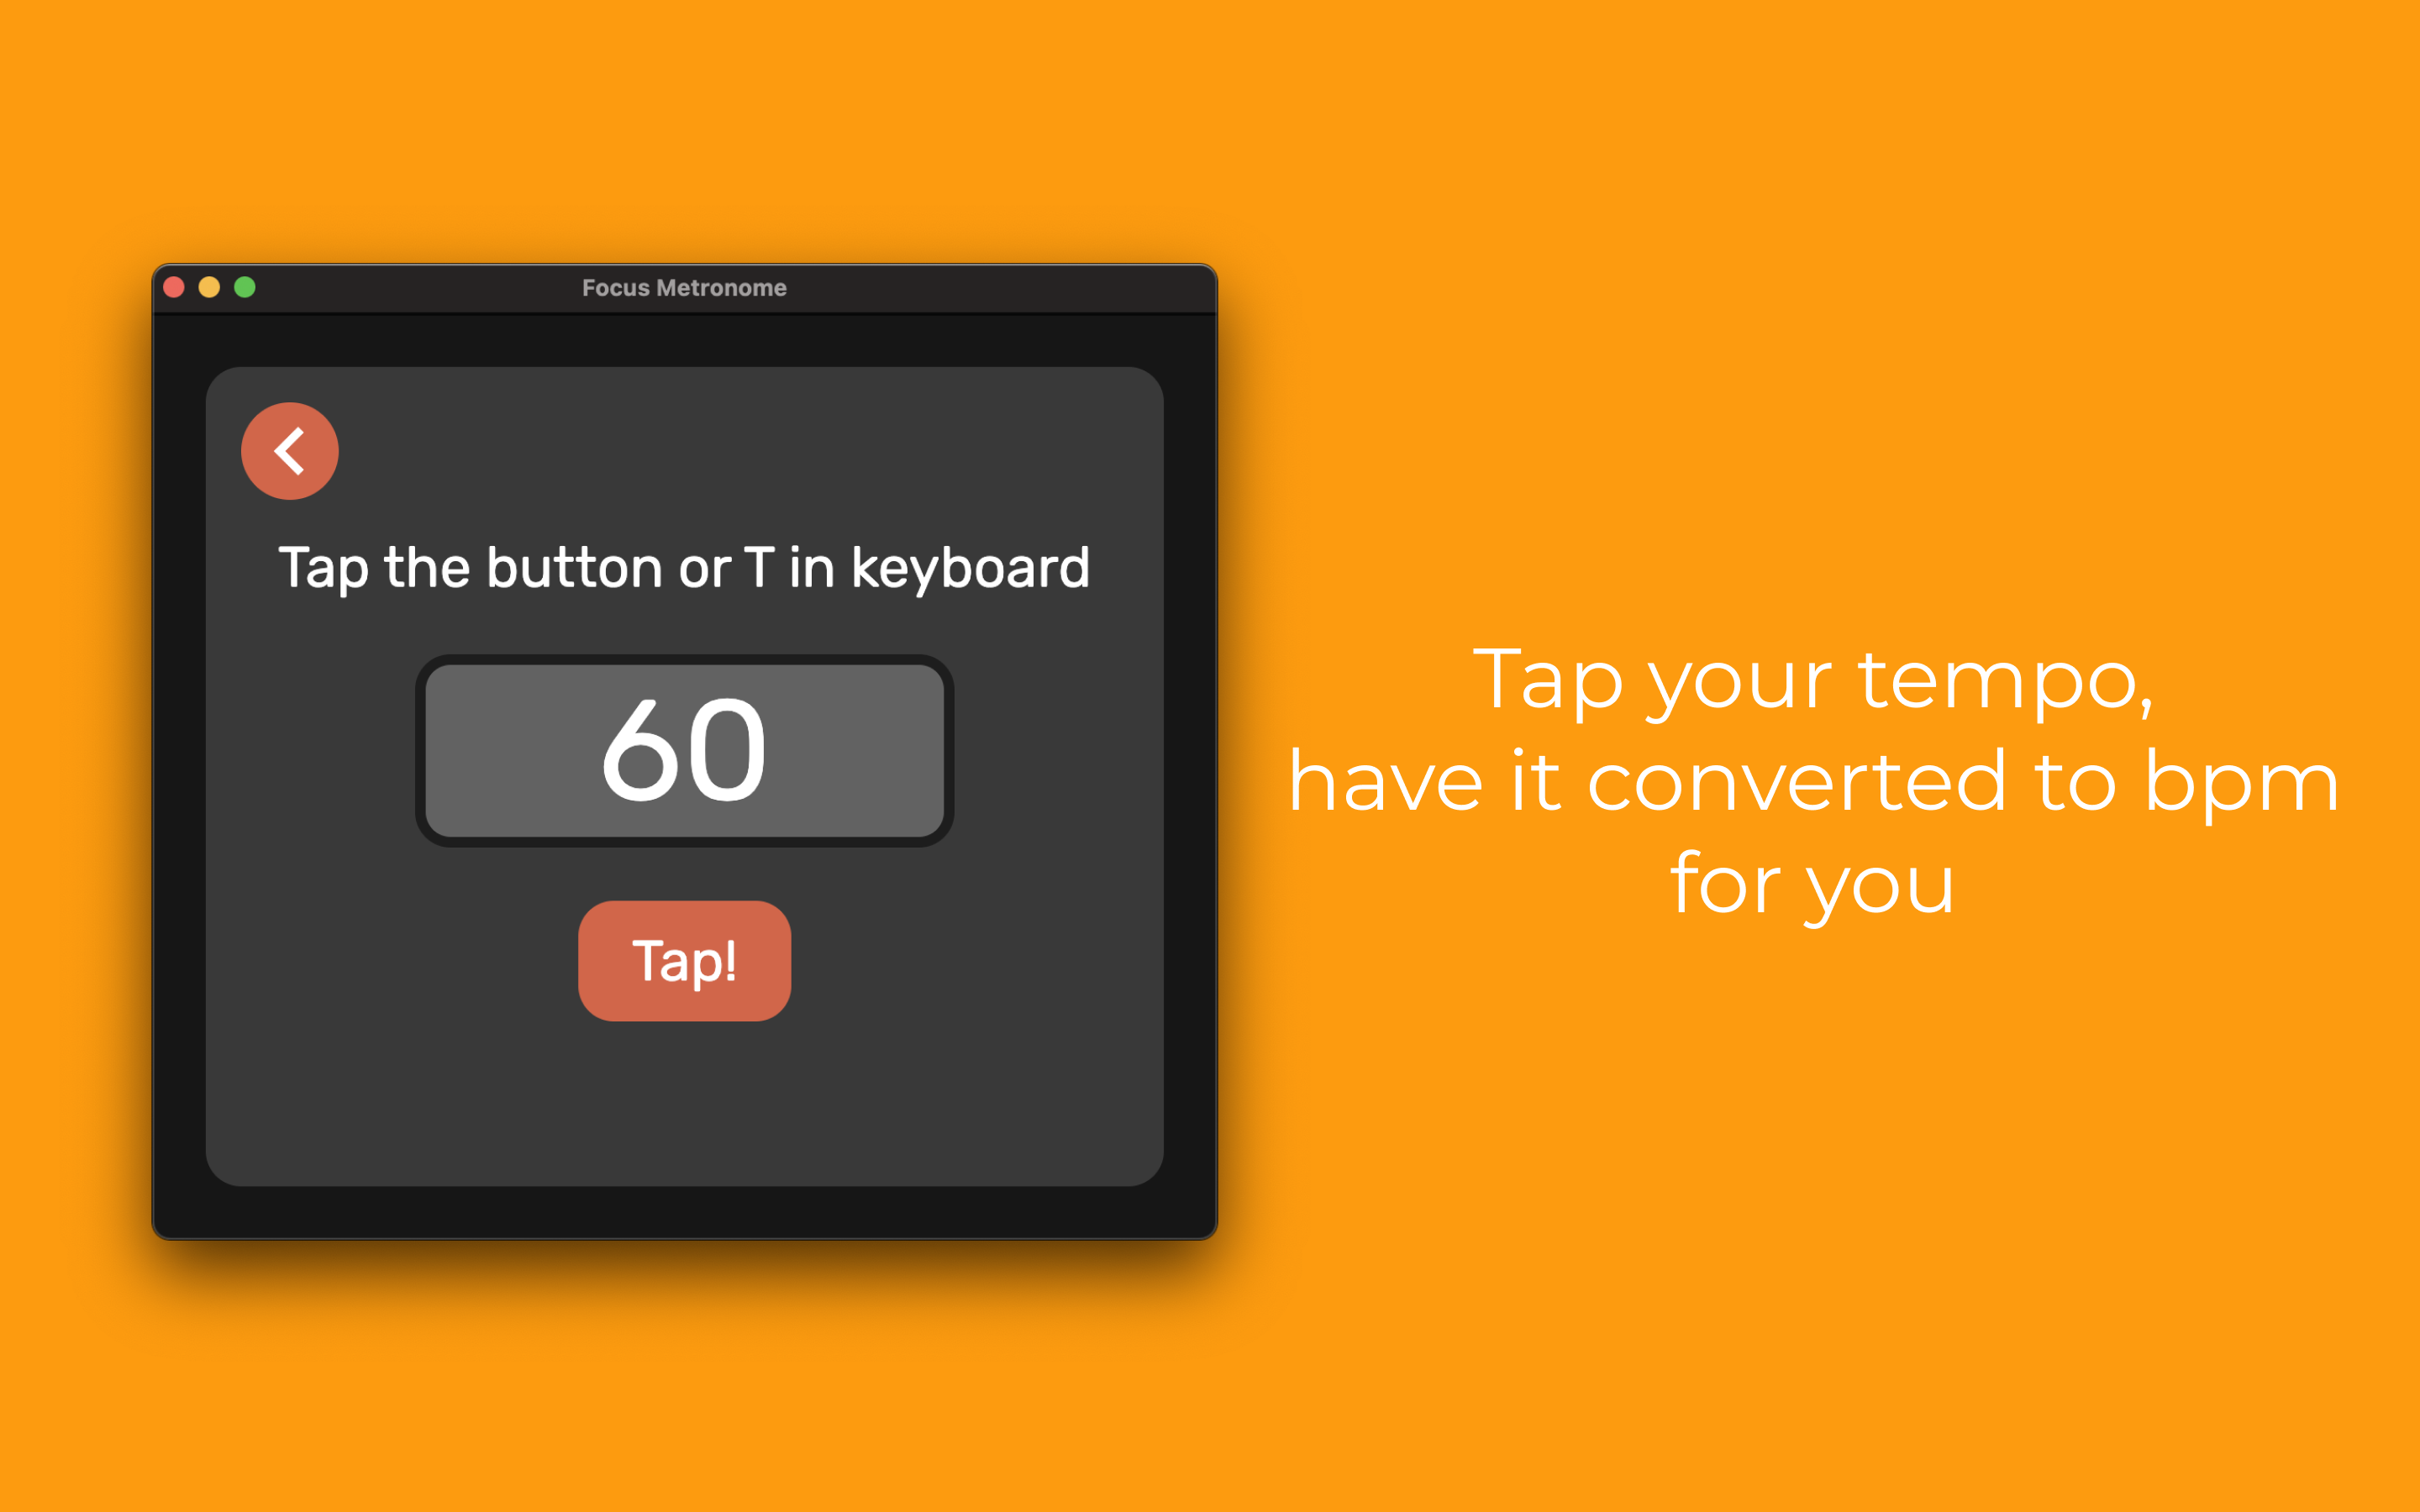 Focus Metronome
Tap the button or T in keyboard
60
Tap!
Tap your tempo,
have it converted to bpm
for you